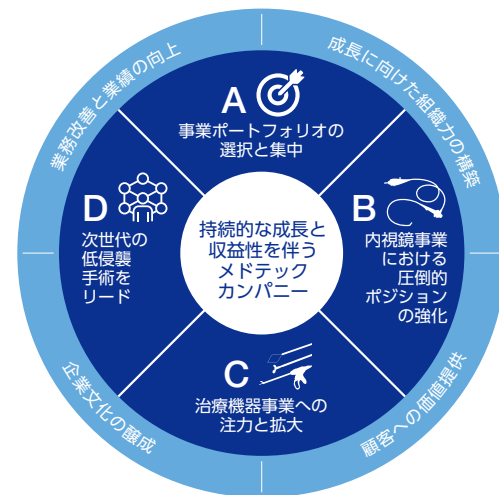 業務改善と業績の向上
成長に向けた組織力の構築
A
事業ポートフォリオの
選択と集中
D
次世代の
低侵襲
手術を
リード
持続的な成長と
収益性を伴う
メドテック
カンパニー
B
内視鏡事業
における
圧倒的
ポジション
の強化
C
治療機器事業への
注力と拡大
企業文化の醸成
顧客への価値提供